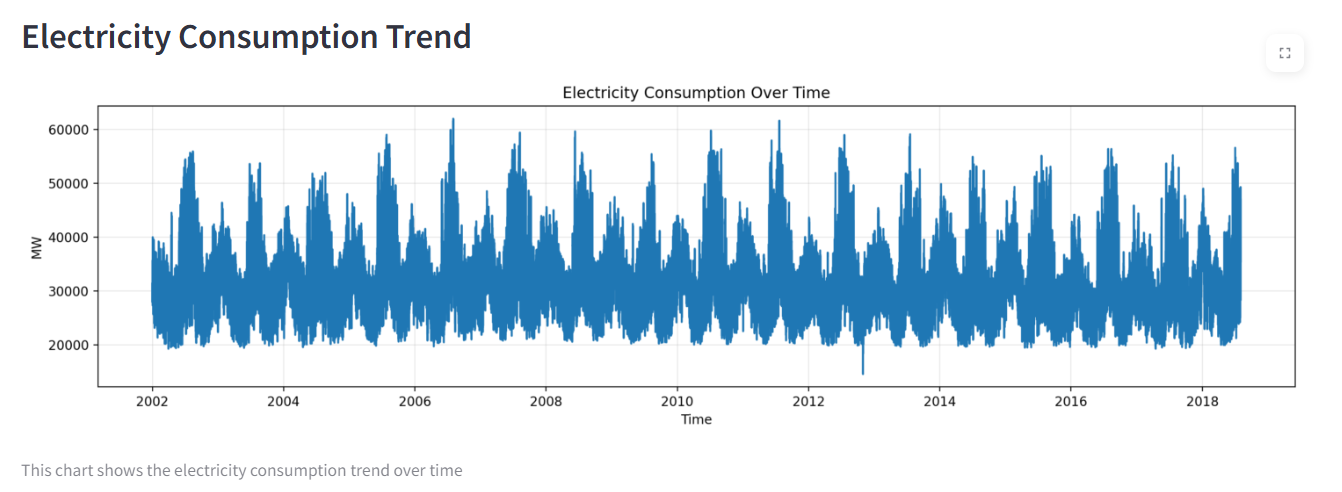 Electricity Consumption Trend
Electricity Consumption Over Time
60000
50000
40000
30000
20000
MW
2002 2004 2006 2008 2010 2012 2014 2016 2018
Time
This chart shows the electricity consumption trend over time